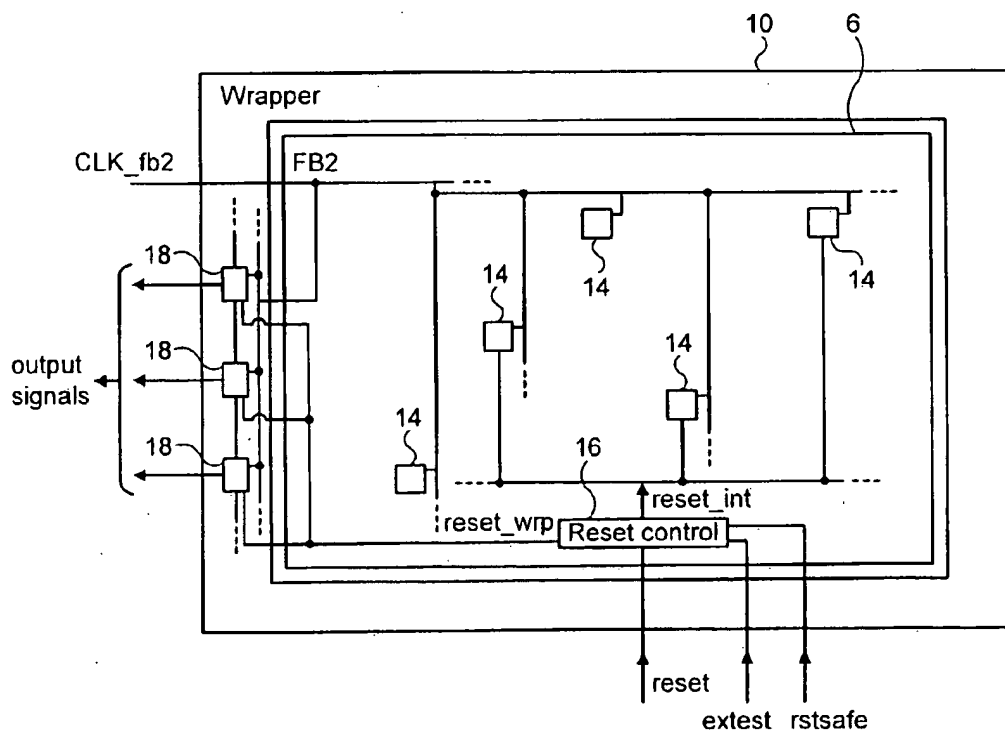 10
6
Wrapper
CLK_fb2
FB2
18
14
14
14
18
14
output
signals
18
14
16
reset_int
reset_wrp
Reset control
reset
extest
rstsafe